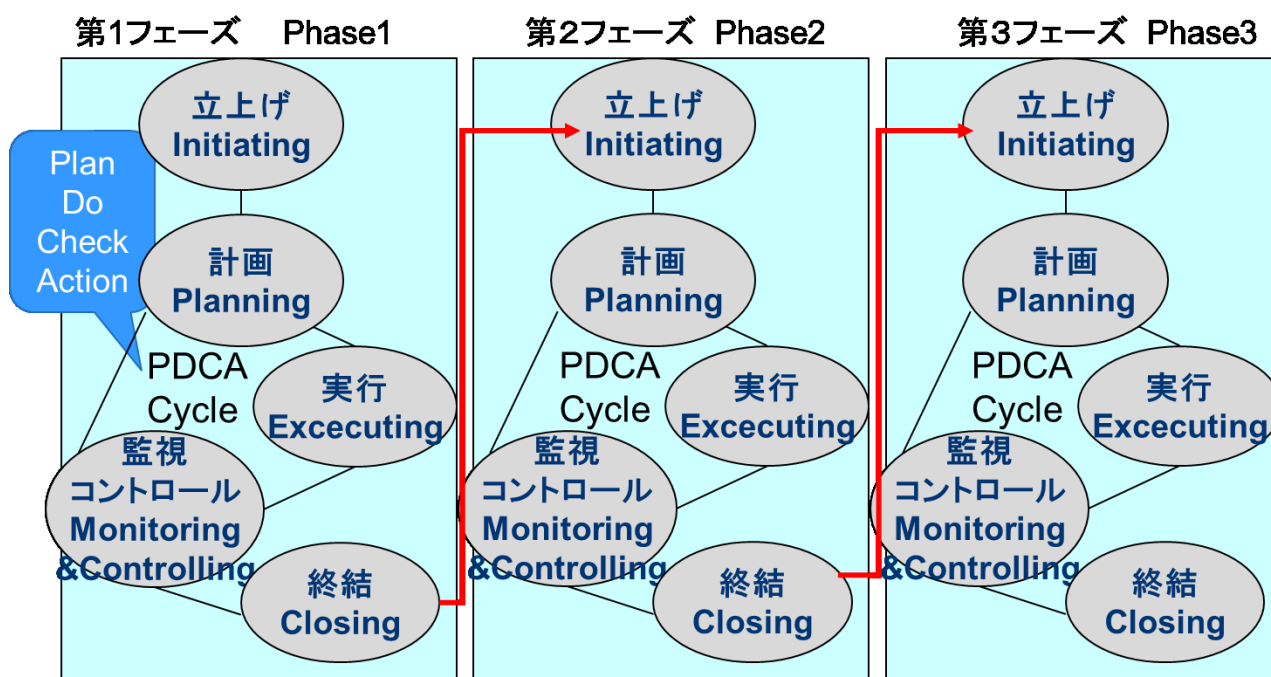 第1フェーズ Phase1
立上げ
Initiating
Plan
Do
Check
Action
計画
Planning
PDCA
Cycle
実行
Excecuting
監視
コントロール
Monitoring
&Controlling
終結
Closing
第2フェーズ Phase2
立上げ
Initiating
計画
Planning
PDCA
Cycle
実行
Excecuting
監視
コントロール
Monitoring
&Controlling
終結
Closing
第3フェーズ Phase3
立上げ
Initiating
計画
Planning
PDCA
Cycle
実行
Excecuting
監視
コントロール
Monitoring
&Controlling
終結
Closing